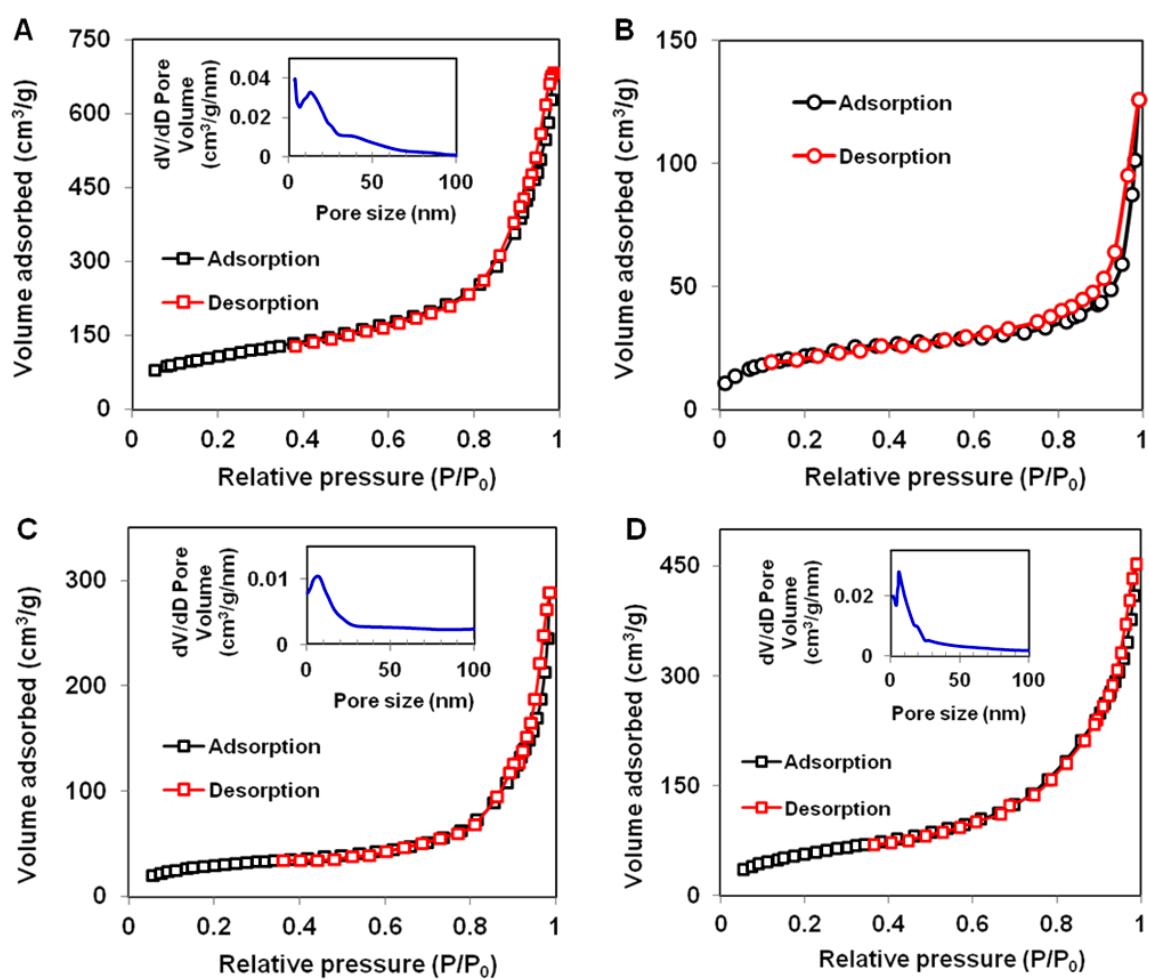 A
750
600
450
300
150
0
0
0.2
0.4
0.6
0.8
1
Volume adsorbed (cm³/g)
Relative pressure (P/P₀)
Adsorption
Desorption
dV/dD Pore
Volume
(cm³/g/nm)
0.04
0.02
0
0
50
100
Pore size (nm)
B
150
100
50
0
0
0.2
0.4
0.6
0.8
1
Volume adsorbed (cm³/g)
Relative pressure (P/P₀)
Adsorption
Desorption
C
300
200
100
0
0
0.2
0.4
0.6
0.8
1
Volume adsorbed (cm³/g)
Relative pressure (P/P₀)
Adsorption
Desorption
dV/dD Pore
Volume
(cm³/g/nm)
0.01
0
0
50
100
Pore size (nm)
D
450
300
150
0
0
0.2
0.4
0.6
0.8
1
Volume adsorbed (cm³/g)
Relative pressure (P/P₀)
Adsorption
Desorption
dV/dD Pore
Volume
(cm³/g/nm)
0.02
0
0
50
100
Pore size (nm)